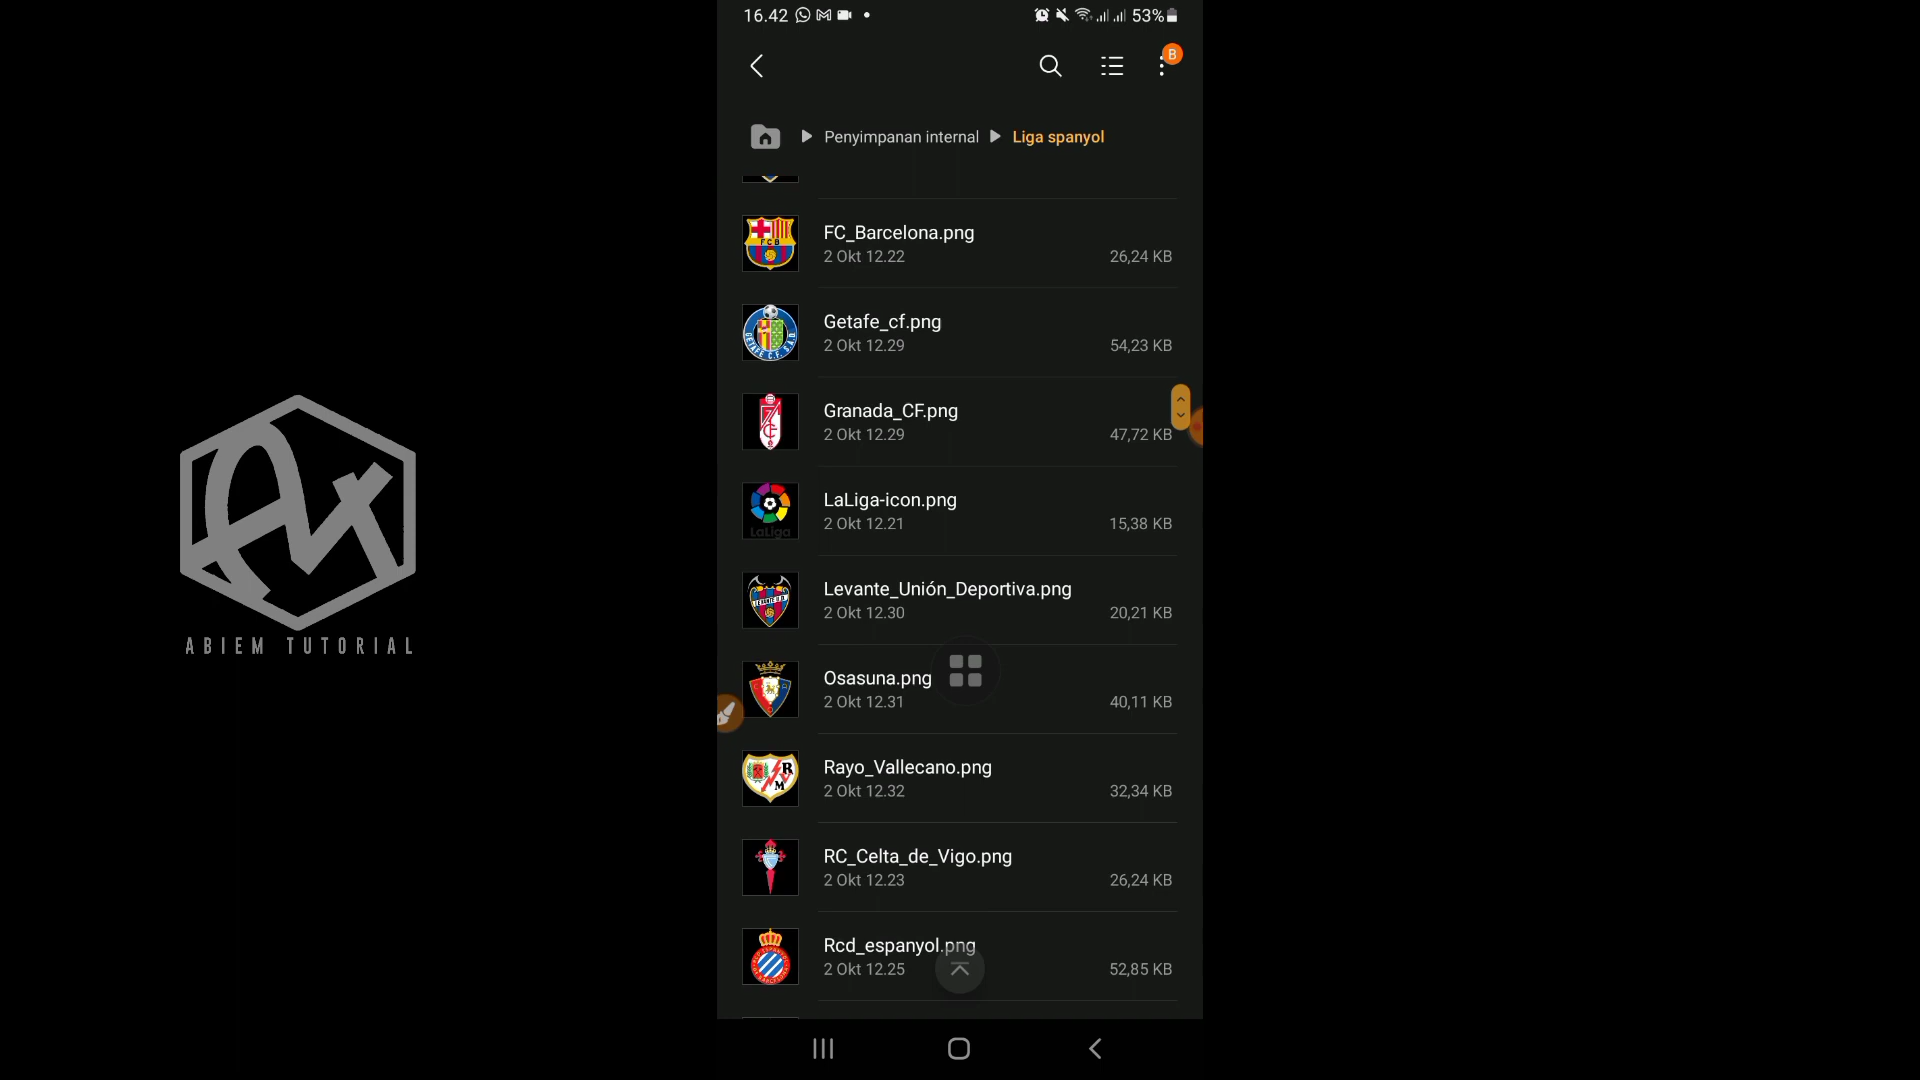 16.42
53%
B
Penyimpanan internal
Liga spanyol
FC_Barcelona.png
2 Okt 12.22
26,24 KB
Getafe_cf.png
2 Okt 12.29
54,23 KB
Granada_CF.png
2 Okt 12.29
47,72 KB
LaLiga
LaLiga-icon.png
2 Okt 12.21
15,38 KB
Levante_Unión_Deportiva.png
2 Okt 12.30
20,21 KB
Osasuna.png
2 Okt 12.31
40,11 KB
Rayo_Vallecano.png
2 Okt 12.32
32,34 KB
RC_Celta_de_Vigo.png
2 Okt 12.23
26,24 KB
Rcd_espanyol.png
2 Okt 12.25
52,85 KB
ABIEM TUTORIAL
FCB
GETAFE C.F. S.A.D.